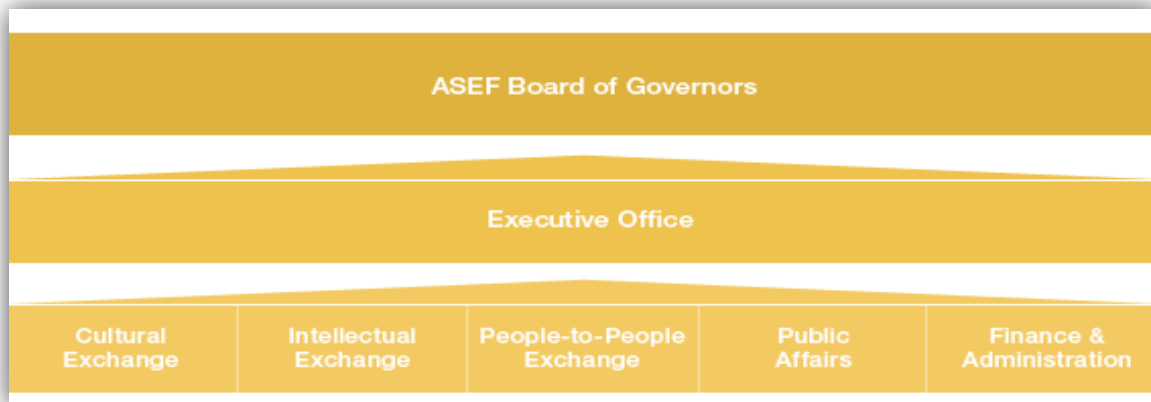 ASEF Board of Governors
Executive Office
Cultural
Exchange
Intellectual
Exchange
People-to-People
Exchange
Public
Affairs
Finance &
Administration